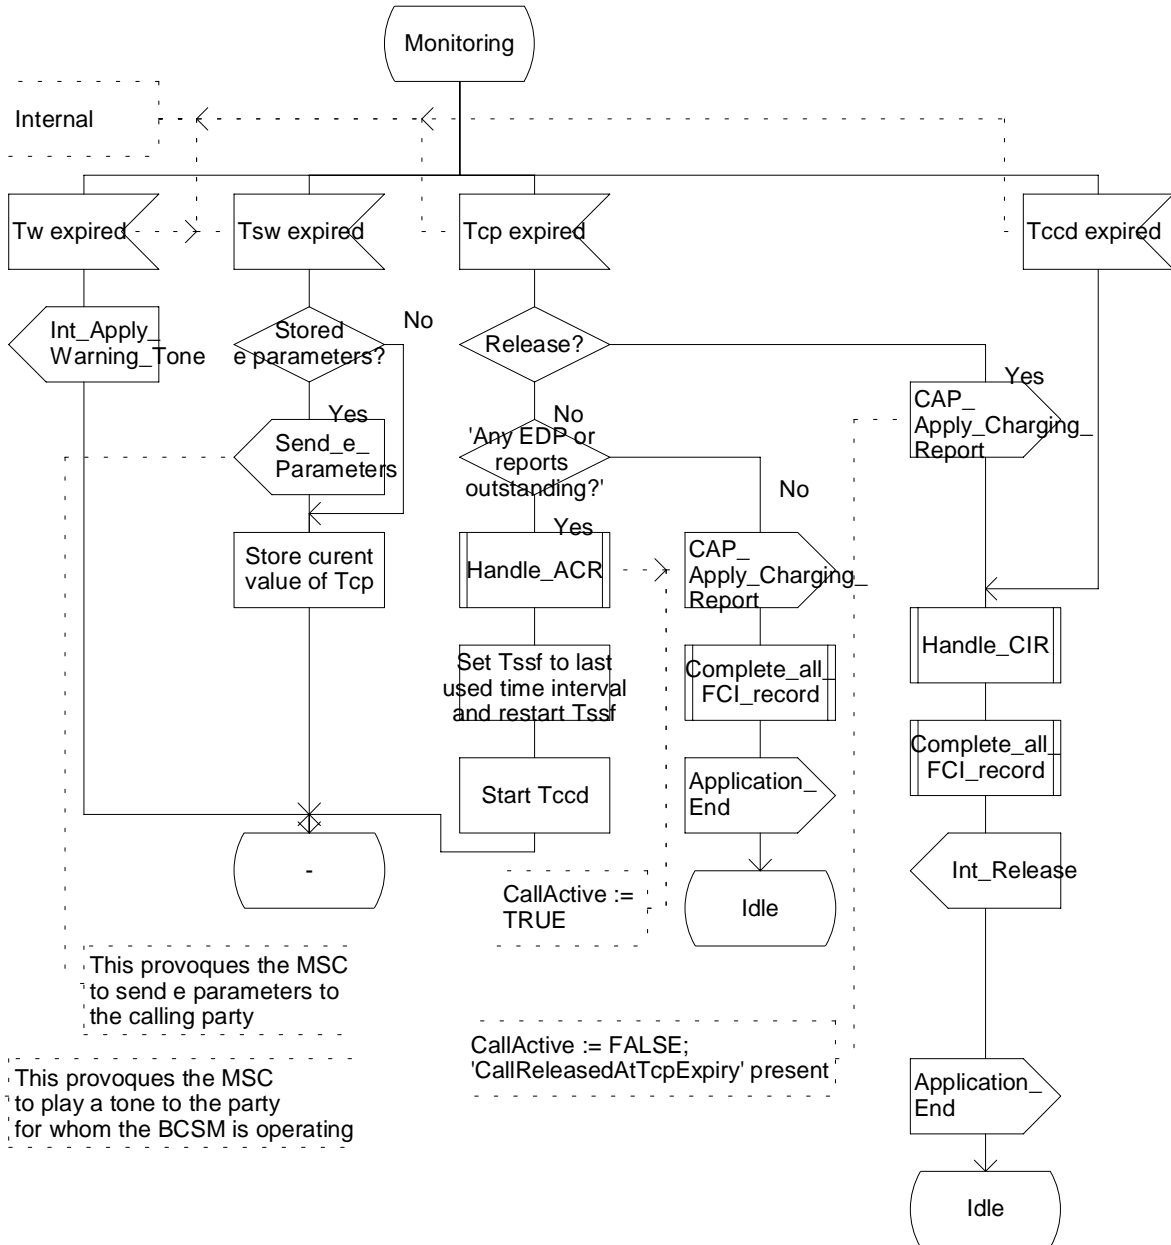 Monitoring
Internal
Tw expired
Tsw expired
Tcp expired
Tccd expired
Int_Apply_
Warning_Tone
Stored
e parameters?
No
Release?
Yes
CAP_
Apply_Charging_
Report
Yes
Send_e_
Parameters
No
'Any EDP or
reports
outstanding?'
No
Yes
Store curent
value of Tcp
Handle_ACR
CAP_
Apply_Charging_
Report
Handle_CIR
Set Tssf to last
used time interval
and restart Tssf
Complete_all_
FCI_record
Complete_all_
FCI_record
Start Tccd
Application_
End
Int_Release
-
CallActive :=
TRUE
Idle
This provoques the MSC
to send e parameters to
the calling party
CallActive := FALSE;
'CallReleasedAtTcpExpiry' present
This provoques the MSC
to play a tone to the party
for whom the BCSM is operating
Application_
End
Idle